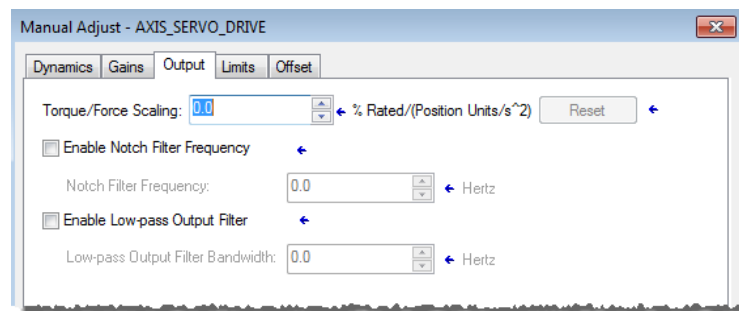 Manual Adjust - AXIS_SERVO_DRIVE
Dynamics Gains Output Limits Offset
Torque/Force Scaling: 0.0 % Rated/(Position Units/s^2) Reset
Enable Notch Filter Frequency
Notch Filter Frequency: 0.0 Hertz
Enable Low-pass Output Filter
Low-pass Output Filter Bandwidth: 0.0 Hertz